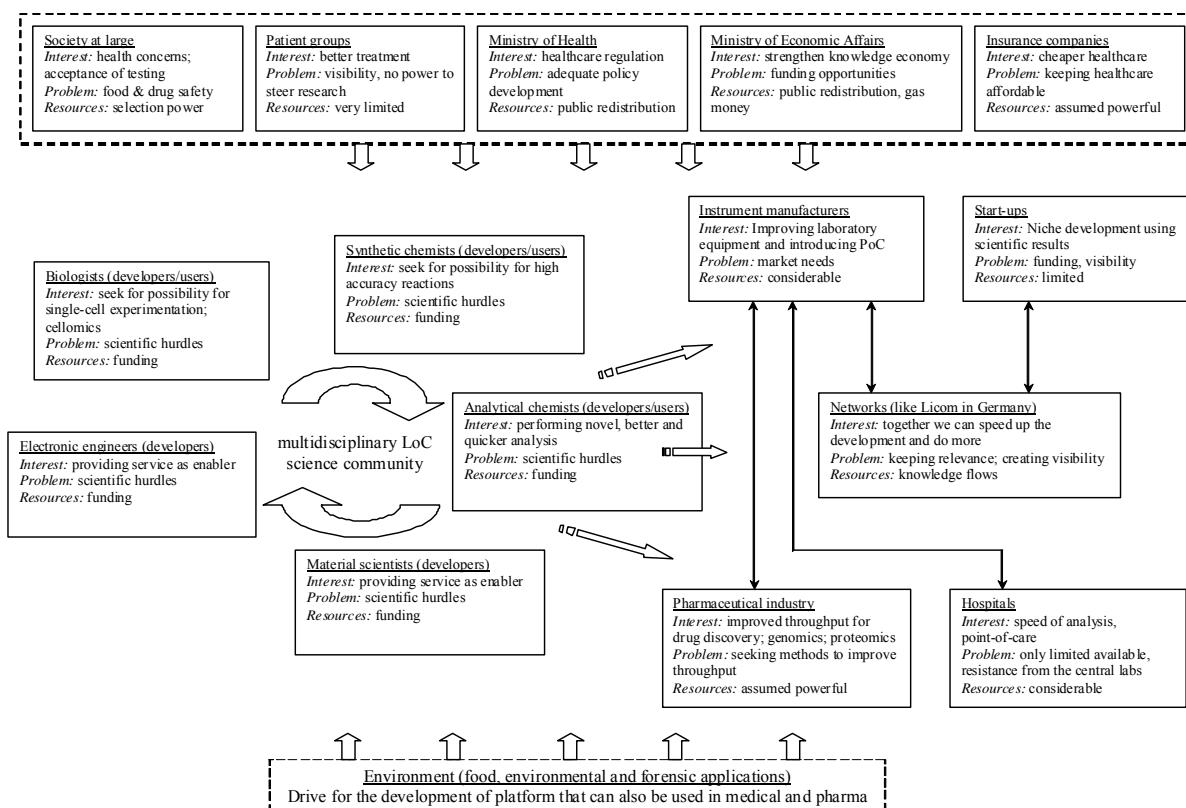 Society at large
Interest: health concerns;
acceptance of testing
Problem: food & drug safety
Resources: selection power
Patient groups
Interest: better treatment
Problem: visibility, no power to
steer research
Resources: very limited
Ministry of Health
Interest: healthcare regulation
Problem: adequate policy
development
Resources: public redistribution
Ministry of Economic Affairs
Interest: strengthen knowledge economy
Problem: funding opportunities
Resources: public redistribution, gas
money
Insurance companies
Interest: cheaper healthcare
Problem: keeping healthcare
affordable
Resources: assumed powerful
Instrument manufacturers
Interest: Improving laboratory
equipment and introducing PoC
Problem: market needs
Resources: considerable
Start-ups
Interest: Niche development using
scientific results
Problem: funding, visibility
Resources: limited
Synthetic chemists (developers/users)
Interest: seek for possibility for high
accuracy reactions
Problem: scientific hurdles
Resources: funding
Biologists (developers/users)
Interest: seek for possibility for
single-cell experimentation;
cellomics
Problem: scientific hurdles
Resources: funding
Analytical chemists (developers/users)
Interest: performing novel, better and
quicker analysis
Problem: scientific hurdles
Resources: funding
Networks (like Licom in Germany)
Interest: together we can speed up the
development and do more
Problem: keeping relevance; creating visibility
Resources: knowledge flows
multidisciplinary LoC
science community
Electronic engineers (developers)
Interest: providing service as enabler
Problem: scientific hurdles
Resources: funding
Material scientists (developers)
Interest: providing service as enabler
Problem: scientific hurdles
Resources: funding
Pharmaceutical industry
Interest: improved throughput for
drug discovery; genomics; proteomics
Problem: seeking methods to improve
throughput
Resources: assumed powerful
Hospitals
Interest: speed of analysis,
point-of-care
Problem: only limited available,
resistance from the central labs
Resources: considerable
Environment (food, environmental and forensic applications)
Drive for the development of platform that can also be used in medical and pharma